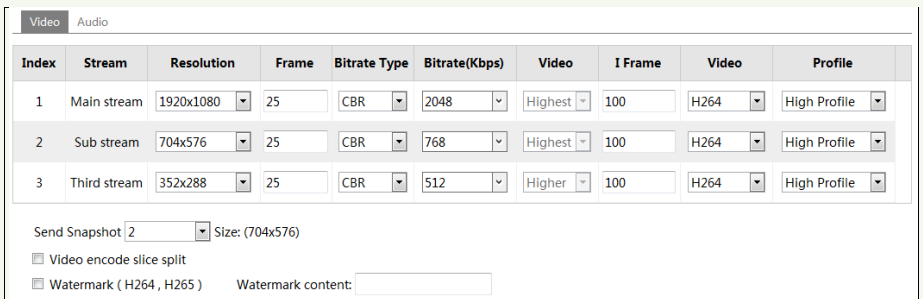 Video Audio
Index Stream Resolution Frame Bitrate Type Bitrate(Kbps) Video I Frame Video Profile
1 Main stream 1920x1080 25 CBR 2048 Highest 100 H264 High Profile
2 Sub stream 704x576 25 CBR 768 Highest 100 H264 High Profile
3 Third stream 352x288 25 CBR 512 Higher 100 H264 High Profile
Send Snapshot 2 Size: (704x576)
Video encode slice split
Watermark ( H264 , H265 ) Watermark content: